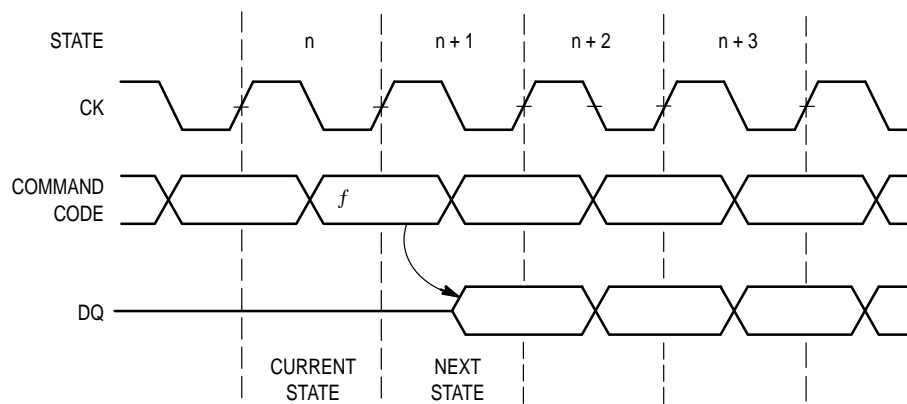 STATE n n + 1 n + 2 n + 3
CK
COMMAND
CODE
f
DQ
CURRENT
STATE
NEXT
STATE